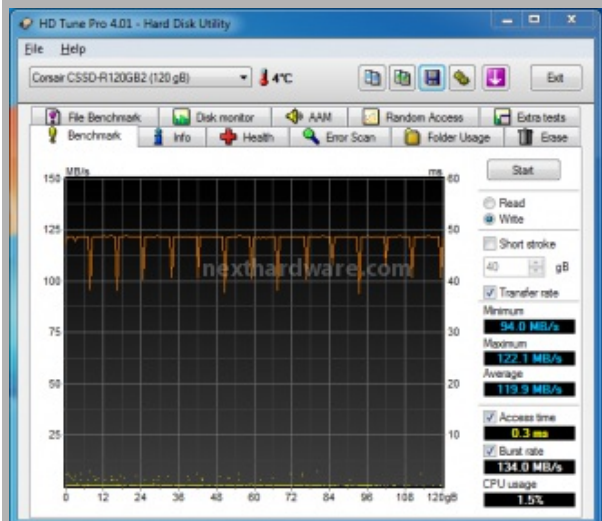 HD Tune Pro 4.01 - Hard Disk Utility
File Help
Corsair CSSD-R120GB2 (120 gB) 4°C Exit
File Benchmark Disk monitor AAM Random Access Extra tests
Benchmark Info Health Error Scan Folder Usage Erase
MB/s ms
150 60
Start
Read
Write
125 50
Short stroke
40 gB
nexthardware.com
100 40
Transfer rate
Minimum
94.0 MB/s
75 30
Maximum
122.1 MB/s
Average
50 20
119.9 MB/s
Access time
25 10
0.3 ms
Burst rate
134.0 MB/s
CPU usage
1.5%
0 12 24 36 48 60 72 84 96 108 120gB